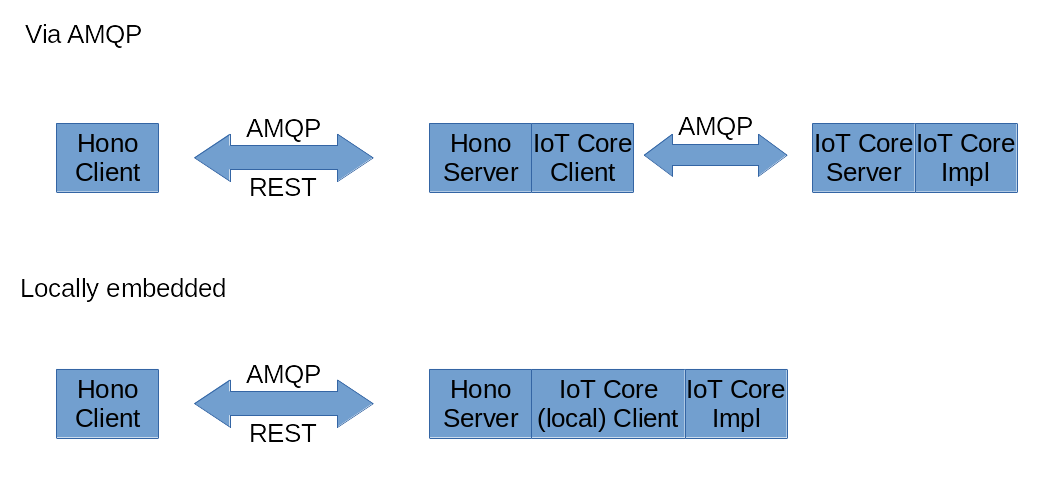 Via AMQP
Hono
Client
AMQP
REST
Hono
Server
IoT Core
Client
AMQP
IoT Core
Server
IoT Core
Impl
Locally embedded
Hono
Client
AMQP
REST
Hono
Server
IoT Core
(local) Client
IoT Core
Impl